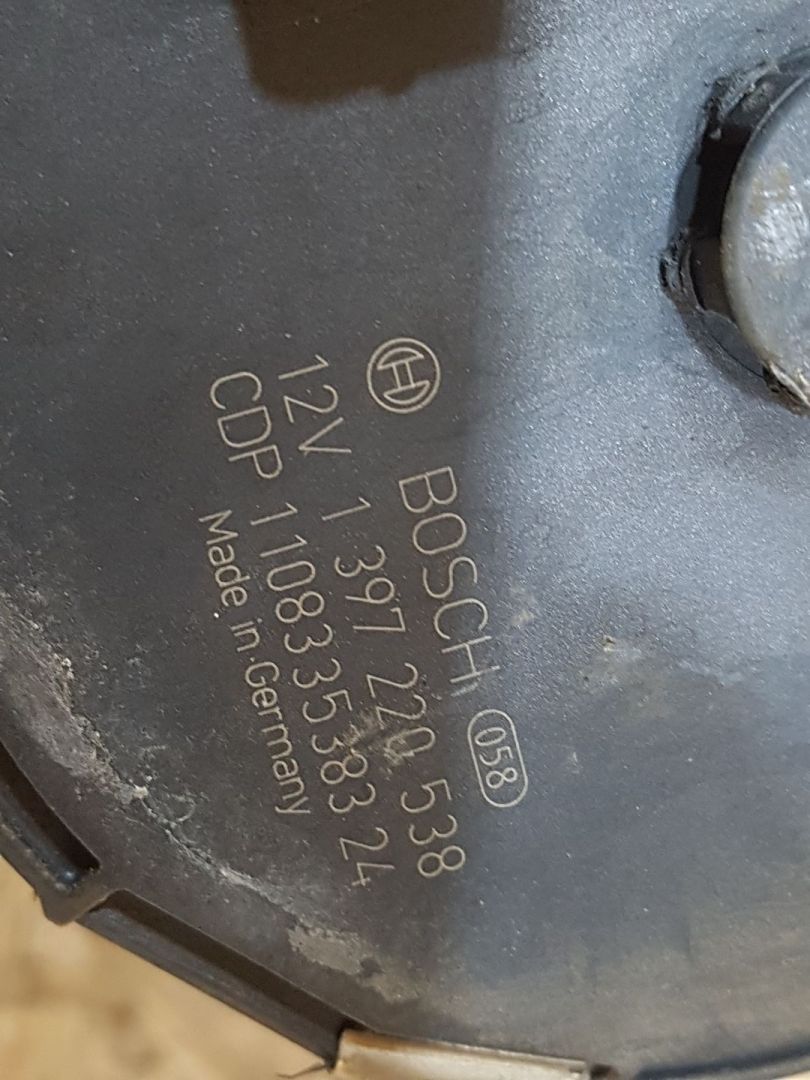 BOSCH 058
12V 1 397 220 538
CDP 1108335383 24
Made in Germany